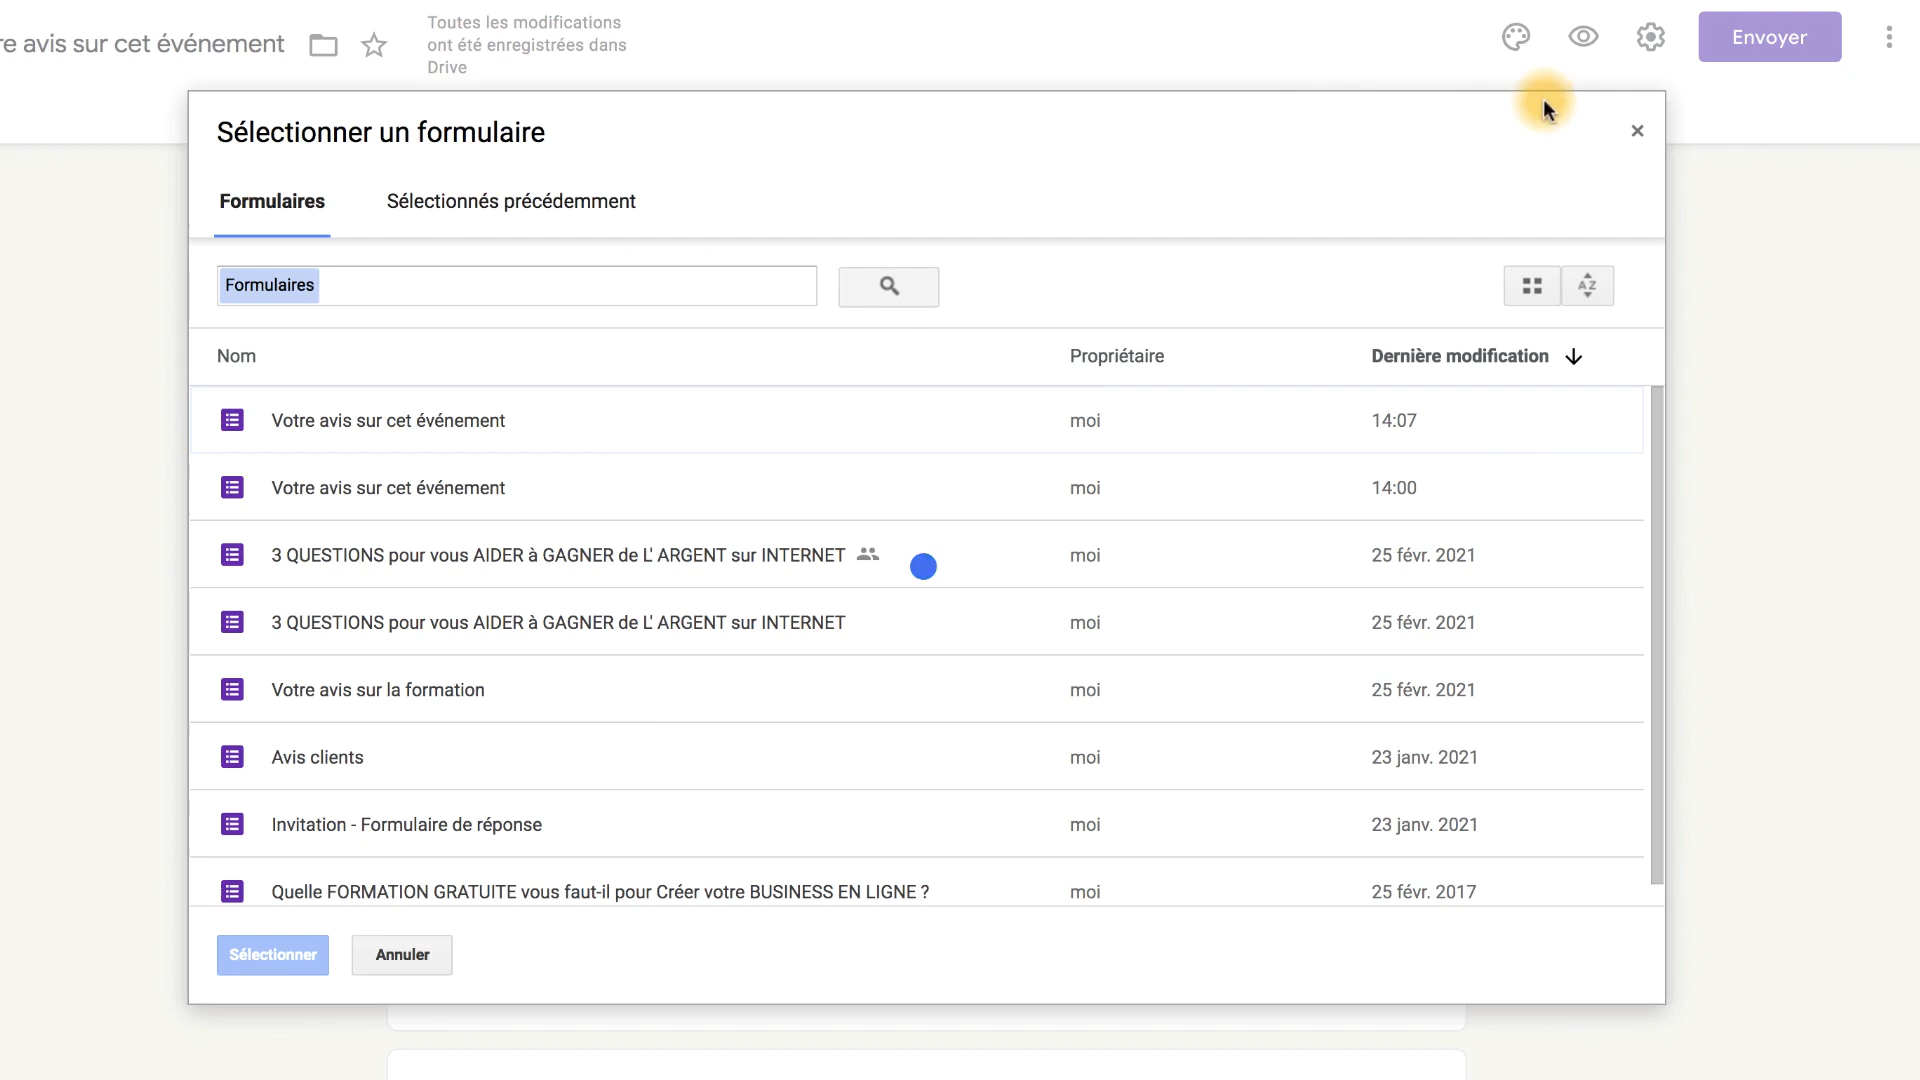 re avis sur cet événement
Toutes les modifications
ont été enregistrées dans
Drive
Envoyer
Sélectionner un formulaire
Formulaires
Sélectionnés précédemment
Formulaires
AZ
Nom
Propriétaire
Dernière modification
Votre avis sur cet événement
moi
14:07
Votre avis sur cet événement
moi
14:00
3 QUESTIONS pour vous AIDER à GAGNER de L' ARGENT sur INTERNET
moi
25 févr. 2021
3 QUESTIONS pour vous AIDER à GAGNER de L' ARGENT sur INTERNET
moi
25 févr. 2021
Votre avis sur la formation
moi
25 févr. 2021
Avis clients
moi
23 janv. 2021
Invitation - Formulaire de réponse
moi
23 janv. 2021
Quelle FORMATION GRATUITE vous faut-il pour Créer votre BUSINESS EN LIGNE ?
moi
25 févr. 2017
Sélectionner
Annuler